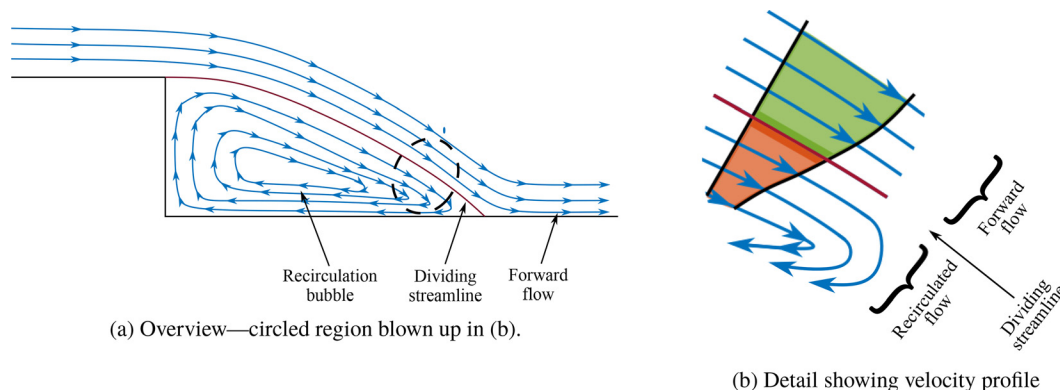 Recirculation
bubble
Dividing
streamline
Forward
flow
(a) Overview—circled region blown up in (b).
Forward
flow
Recirculated
flow
Dividing
streamline
(b) Detail showing velocity profile